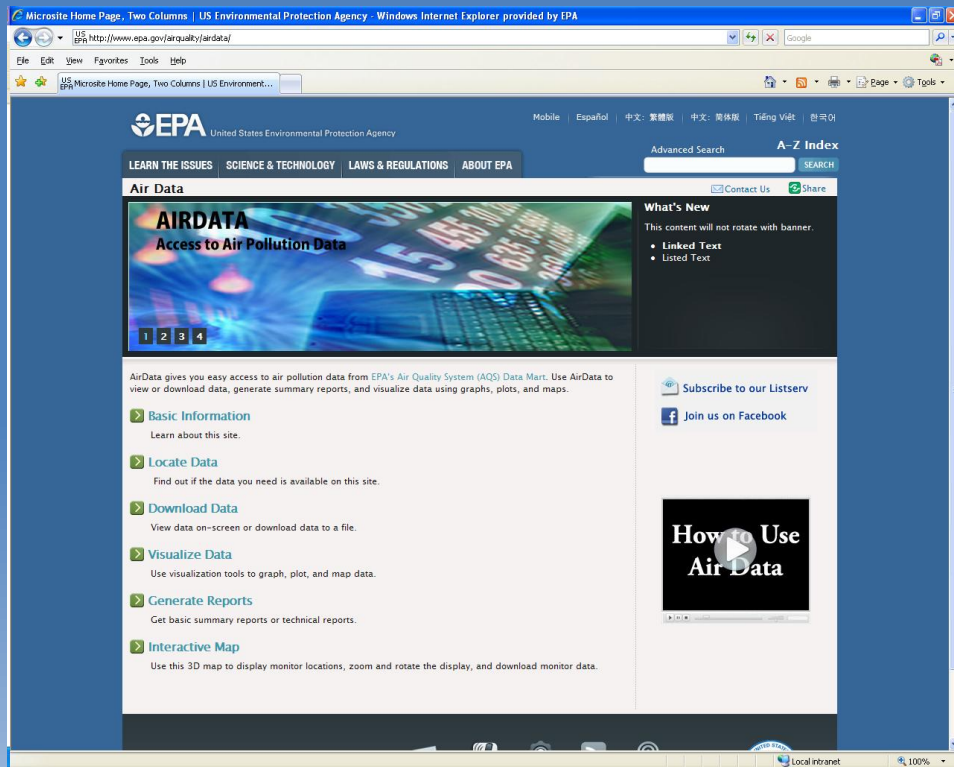 Microsite Home Page, Two Columns | US Environmental Protection Agency - Windows Internet Explorer provided by EPA
http://www.epa.gov/airquality/airdata/
Google
File Edit View Favorites Tools Help
Microsite Home Page, Two Columns | US Environment...
Page Tools
EPA United States Environmental Protection Agency
Mobile | Español | 中文: 繁體版 | 中文: 简体版 | Tiếng Việt | 한국어
Advanced Search A-Z Index
LEARN THE ISSUES SCIENCE & TECHNOLOGY LAWS & REGULATIONS ABOUT EPA
SEARCH
Air Data
Contact Us Share
AIRDATA
Access to Air Pollution Data
1 2 3 4
What's New
This content will not rotate with banner.
• Linked Text
• Listed Text
AirData gives you easy access to air pollution data from EPA's Air Quality System (AQS) Data Mart. Use AirData to
view or download data, generate summary reports, and visualize data using graphs, plots, and maps.
Basic Information
Learn about this site.
Locate Data
Find out if the data you need is available on this site.
Download Data
View data on-screen or download data to a file.
Visualize Data
Use visualization tools to graph, plot, and map data.
Generate Reports
Get basic summary reports or technical reports.
Interactive Map
Use this 3D map to display monitor locations, zoom and rotate the display, and download monitor data.
Subscribe to our Listserv
Join us on Facebook
How to Use
Air Data
Local intranet 100%